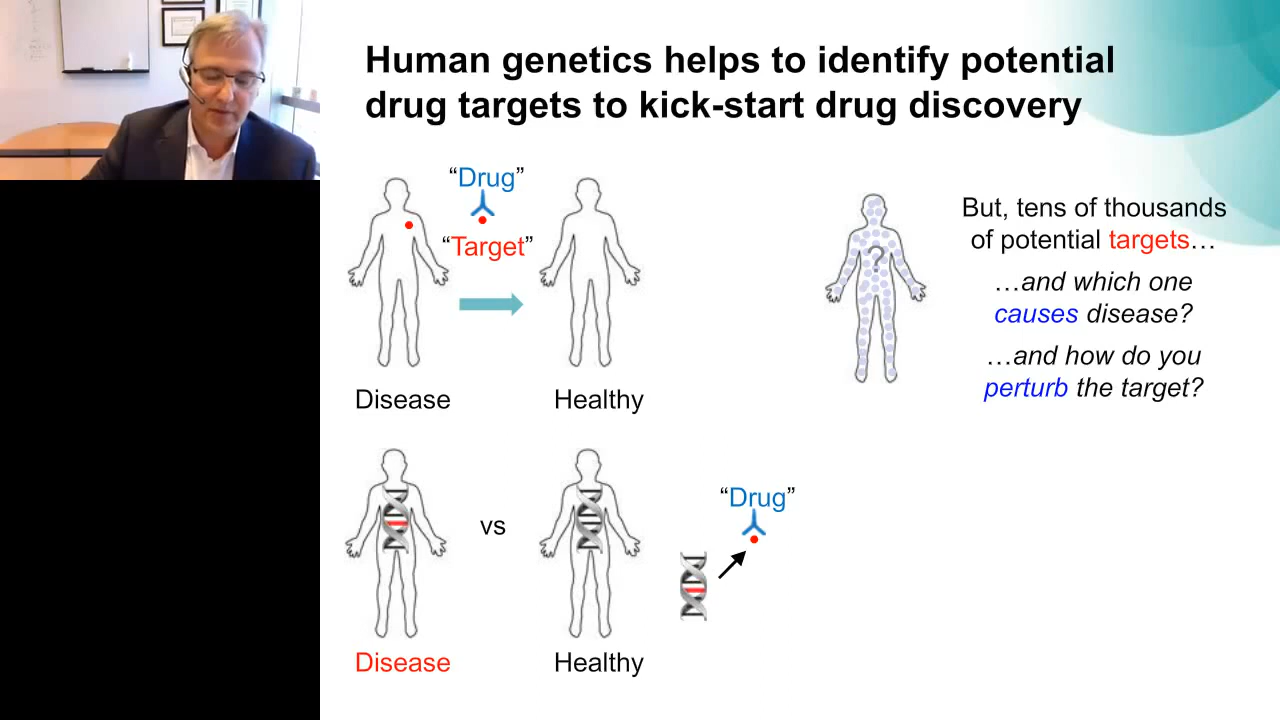 Human genetics helps to identify potential
drug targets to kick-start drug discovery
“Drug”
“Target”
Disease
Healthy
?
But, tens of thousands
of potential targets…
…and which one
causes disease?
…and how do you
perturb the target?
vs
Disease
Healthy
“Drug”